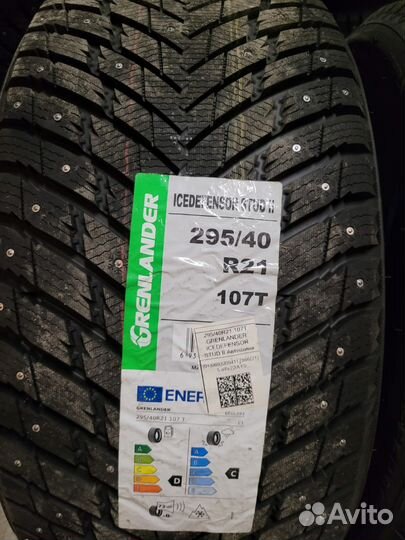 GRENLANDER
ICEDEFENSOR STUD II
295/40
R21
107T
295/40R21 107T
GRENLANDER
ICEDEFENSOR
STUD II
ENER
GRENLANDER
295/40R21 107 T
C1
A
B
C
D
E
D
A
B
C
D
E
C
Avito